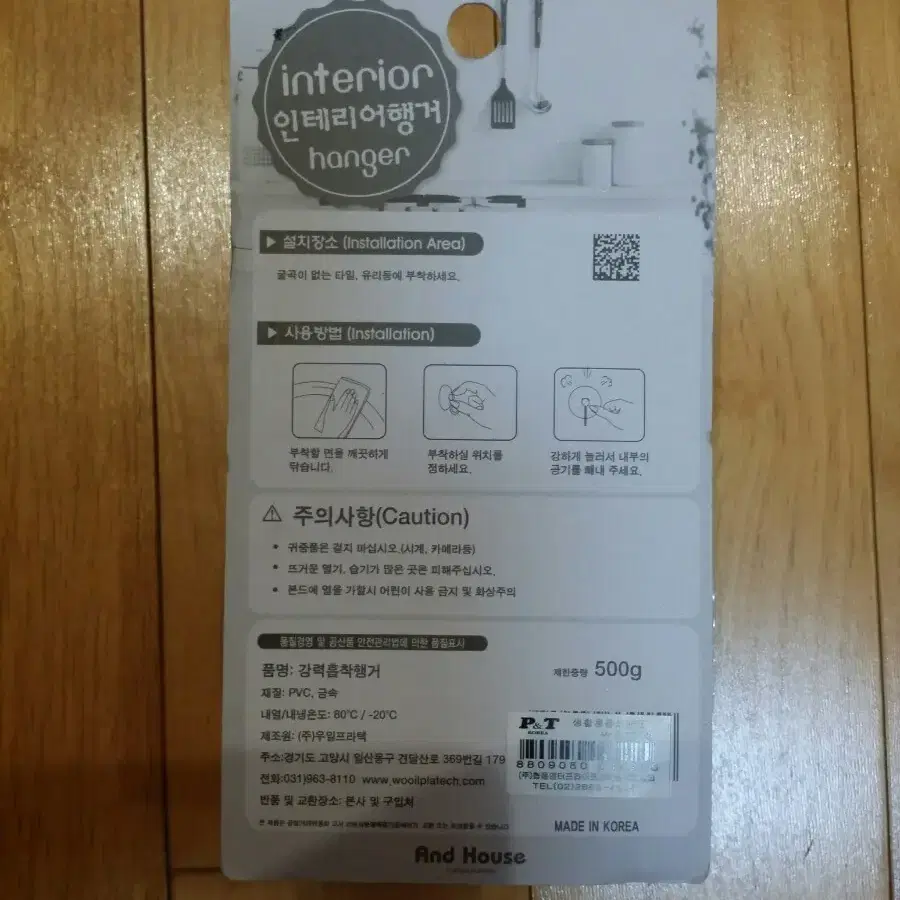 interior
인테리어행거
hanger
▶ 설치장소 (Installation Area)
굴곡이 없는 타일, 유리등에 부착하세요.
▶ 사용방법 (Installation)
부착할 면을 깨끗하게
닦습니다.
부착하실 위치를
점하세요.
강하게 눌러서 내부의
공기를 빼내 주세요.
주의사항(Caution)
• 귀중품은 걸지 마십시오.(시계, 카메라등)
• 뜨거운 열기, 습기가 많은 곳은 피해주십시오.
• 본드에 열을 가할시 어린이 사용 금지 및 화상주의
품질경영 및 공산품 안전관리법에 의한 품질표시
품명: 강력흡착행거
제한중량 500g
재질: PVC, 금속
내열/내냉온도: 60℃ / -20℃
제조원: (주)우일프라텍
주소:경기도 고양시 일산동구 견달산로 369번길 179
전화:031)963-8110 www.wooilplatech.com
반품 및 교환장소: 본사 및 구입처
P&T
KOREA
8809080
TEL(02)
MADE IN KOREA
And House